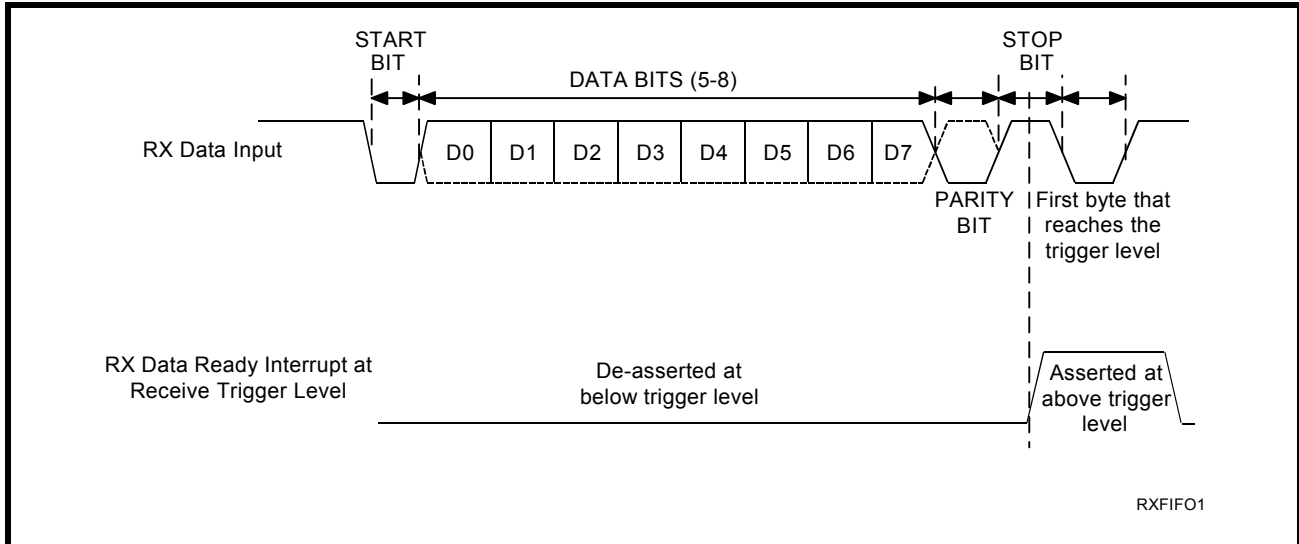 START
BIT
STOP
BIT
DATA BITS (5-8)
RX Data Input
D0 D1 D2 D3 D4 D5 D6 D7
PARITY
BIT
First byte that
reaches the
trigger level
RX Data Ready Interrupt at
Receive Trigger Level
De-asserted at
below trigger level
Asserted at
above trigger
level
RXFIFO1